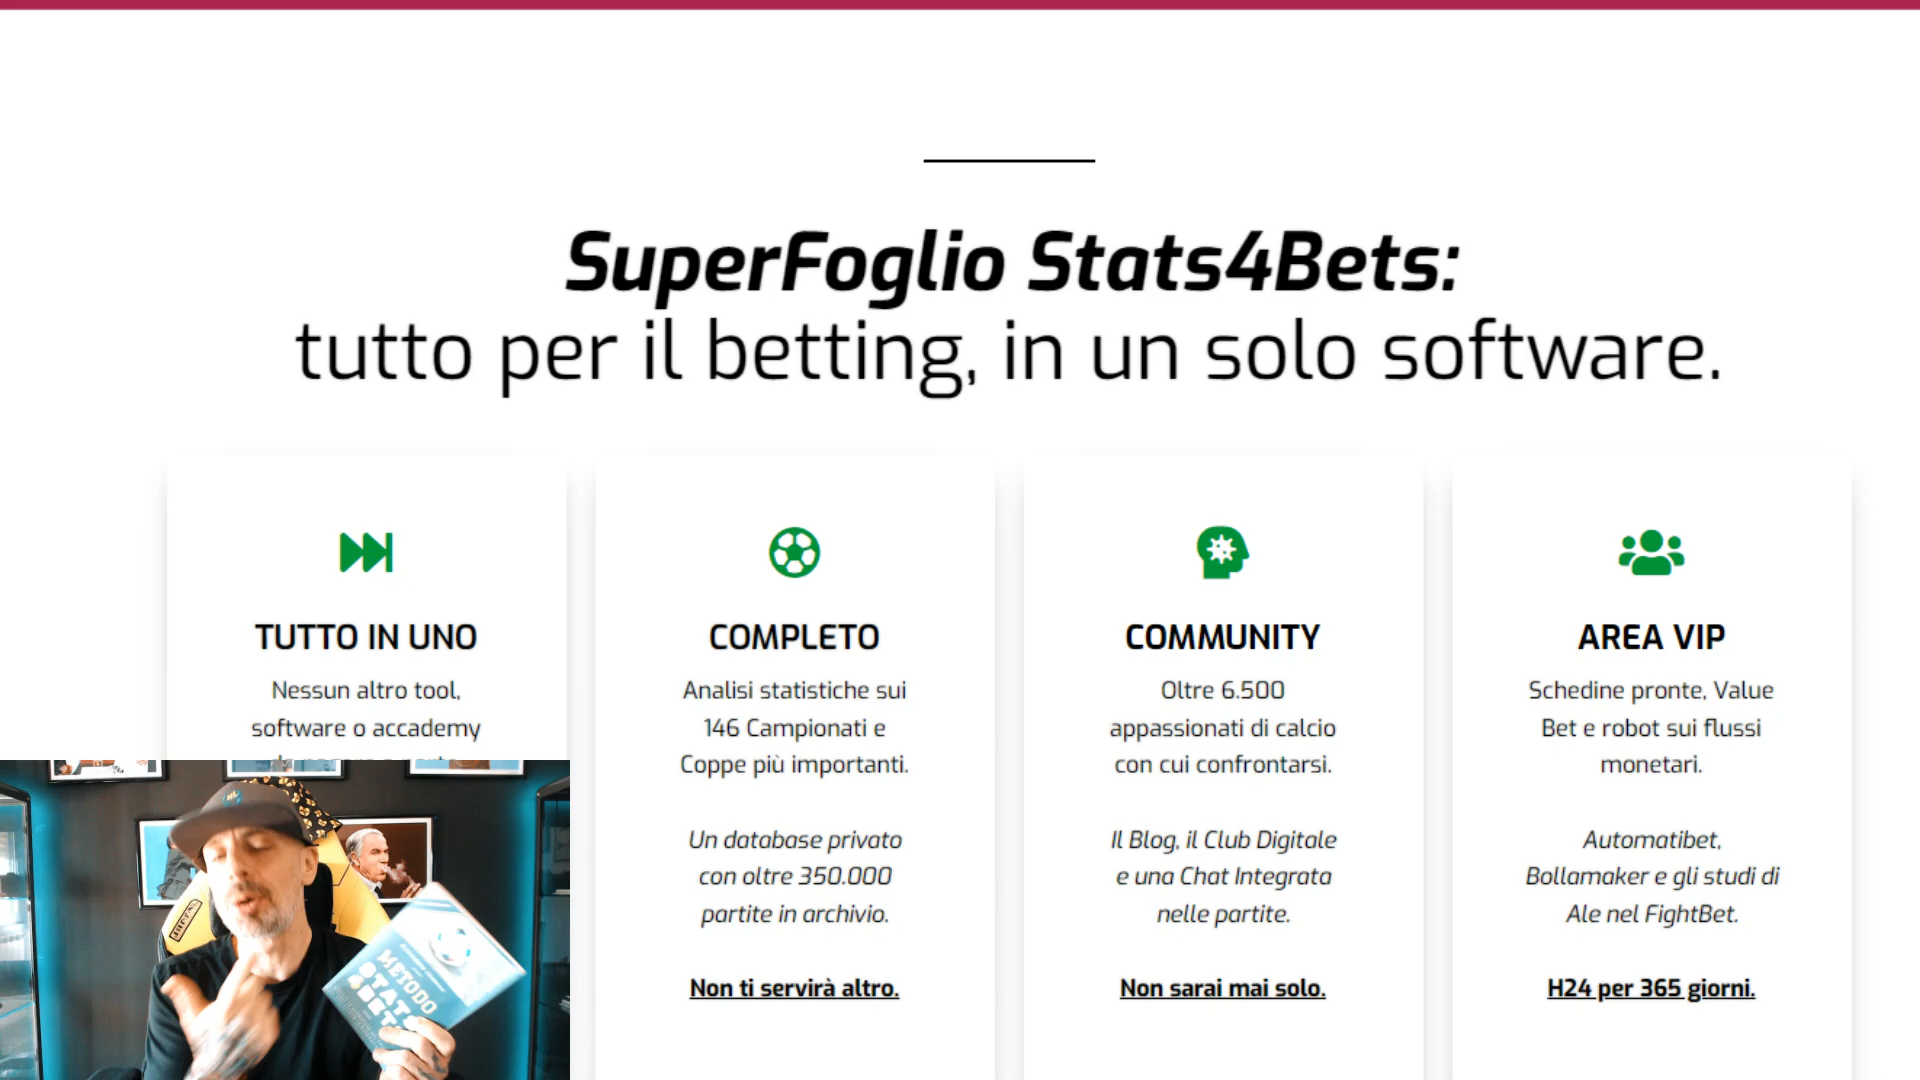 SuperFoglio Stats4Bets:
tutto per il betting, in un solo software.
TUTTO IN UNO
Nessun altro tool,
software o accademy
COMPLETO
Analisi statistiche sui
146 Campionati e
Coppe più importanti.
Un database privato
con oltre 350.000
partite in archivio.
Non ti servirà altro.
COMMUNITY
Oltre 6.500
appassionati di calcio
con cui confrontarsi.
Il Blog, il Club Digitale
e una Chat Integrata
nelle partite.
Non sarai mai solo.
AREA VIP
Schedine pronte, Value
Bet e robot sui flussi
monetari.
Automatibet,
Bollamaker e gli studi di
Ale nel FightBet.
H24 per 365 giorni.
METODO
STATS
4BETS